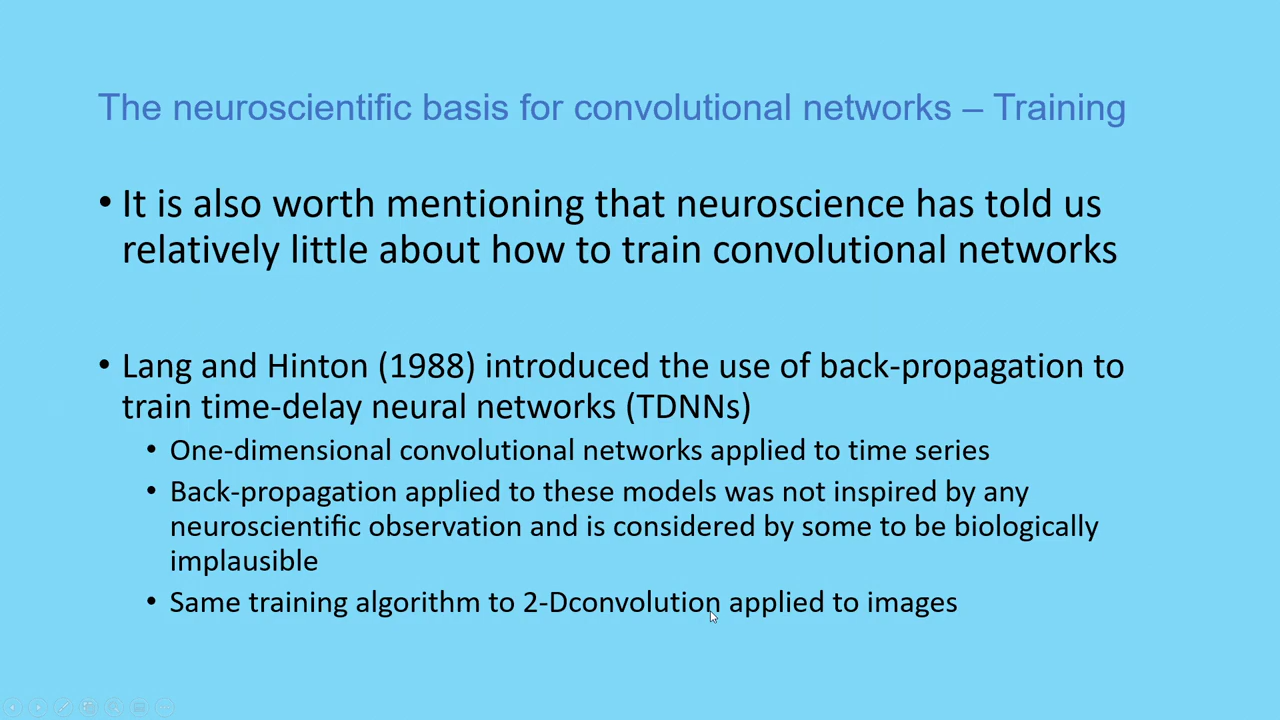 The neuroscientific basis for convolutional networks – Training
• It is also worth mentioning that neuroscience has told us
relatively little about how to train convolutional networks
• Lang and Hinton (1988) introduced the use of back-propagation to
train time-delay neural networks (TDNNs)
• One-dimensional convolutional networks applied to time series
• Back-propagation applied to these models was not inspired by any
neuroscientific observation and is considered by some to be biologically
implausible
• Same training algorithm to 2-Dconvolution applied to images